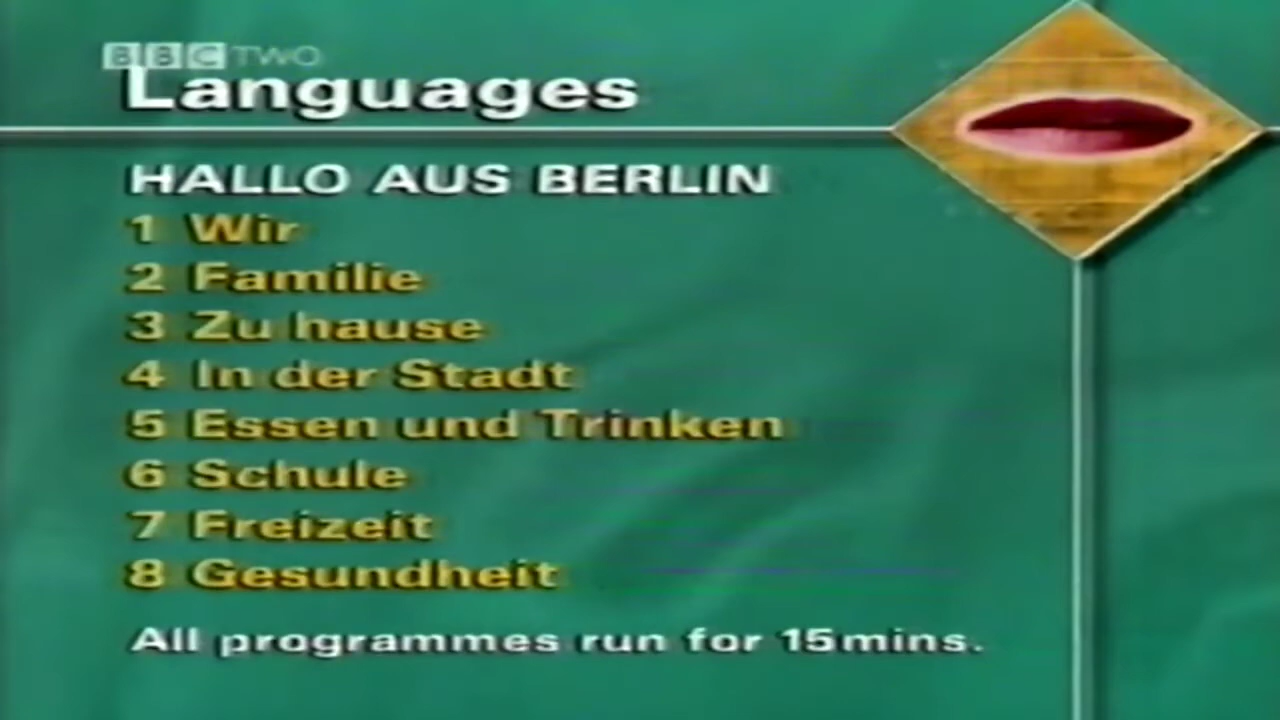 BBC TWO
Languages
HALLO AUS BERLIN
1 Wir
2 Familie
3 Zu hause
4 In der Stadt
5 Essen und Trinken
6 Schule
7 Freizeit
8 Gesundheit
All programmes run for 15mins.